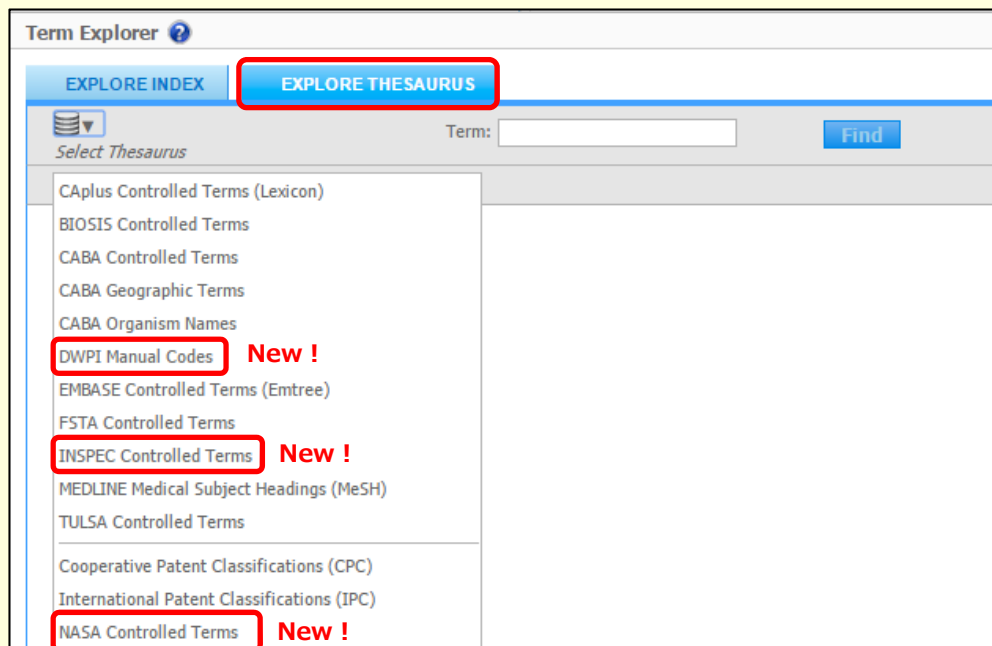 Term Explorer ?
EXPLORE INDEX EXPLORE THESAURUS
Term: Find
Select Thesaurus
CAplus Controlled Terms (Lexicon)
BIOSIS Controlled Terms
CABA Controlled Terms
CABA Geographic Terms
CABA Organism Names
DWPI Manual Codes New !
EMBASE Controlled Terms (Emtree)
FSTA Controlled Terms
INSPEC Controlled Terms New !
MEDLINE Medical Subject Headings (MeSH)
TULSA Controlled Terms
Cooperative Patent Classifications (CPC)
International Patent Classifications (IPC)
NASA Controlled Terms New !